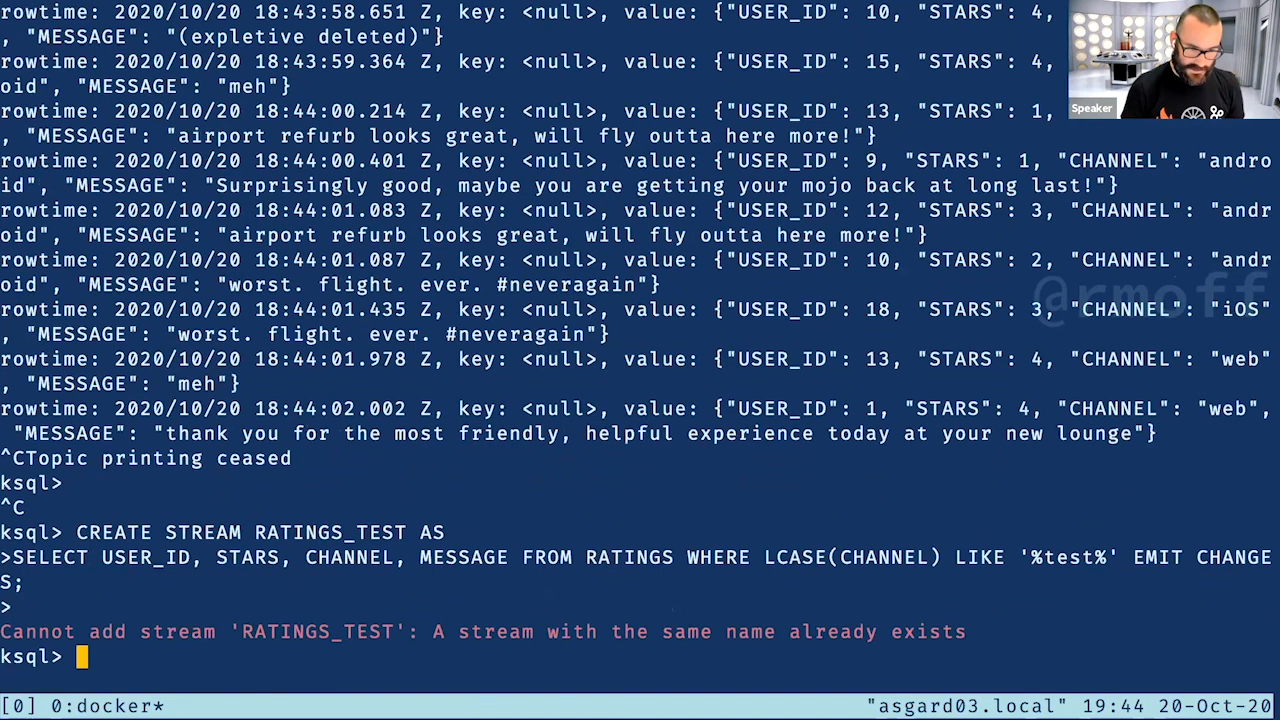 rowtime: 2020/10/20 18:43:58.651 Z, key: <null>, value: {"USER_ID": 10, "STARS": 4,
, "MESSAGE": "(expletive deleted)"}
rowtime: 2020/10/20 18:43:59.364 Z, key: <null>, value: {"USER_ID": 15, "STARS": 4,
oid", "MESSAGE": "meh"}
rowtime: 2020/10/20 18:44:00.214 Z, key: <null>, value: {"USER_ID": 13, "STARS": 1,
Speaker
, "MESSAGE": "airport refurb looks great, will fly outta here more!"}
rowtime: 2020/10/20 18:44:00.401 Z, key: <null>, value: {"USER_ID": 9, "STARS": 1, "CHANNEL": "andro
id", "MESSAGE": "Surprisingly good, maybe you are getting your mojo back at long last!"}
rowtime: 2020/10/20 18:44:01.083 Z, key: <null>, value: {"USER_ID": 12, "STARS": 3, "CHANNEL": "andr
oid", "MESSAGE": "airport refurb looks great, will fly outta here more!"}
rowtime: 2020/10/20 18:44:01.087 Z, key: <null>, value: {"USER_ID": 10, "STARS": 2, "CHANNEL": "andr
oid", "MESSAGE": "worst. flight. ever. #neveragain"}
@rmoff
rowtime: 2020/10/20 18:44:01.435 Z, key: <null>, value: {"USER_ID": 18, "STARS": 3, "CHANNEL": "iOS"
, "MESSAGE": "worst. flight. ever. #neveragain"}
rowtime: 2020/10/20 18:44:01.978 Z, key: <null>, value: {"USER_ID": 13, "STARS": 4, "CHANNEL": "web"
, "MESSAGE": "meh"}
rowtime: 2020/10/20 18:44:02.002 Z, key: <null>, value: {"USER_ID": 1, "STARS": 4, "CHANNEL": "web",
"MESSAGE": "thank you for the most friendly, helpful experience today at your new lounge"}
^CTopic printing ceased
ksql>
^C
ksql> CREATE STREAM RATINGS_TEST AS
>SELECT USER_ID, STARS, CHANNEL, MESSAGE FROM RATINGS WHERE LCASE(CHANNEL) LIKE '%test%' EMIT CHANGE
S;
>
Cannot add stream 'RATINGS_TEST': A stream with the same name already exists
ksql>
[0] 0:docker* "asgard03.local" 19:44 20-Oct-20